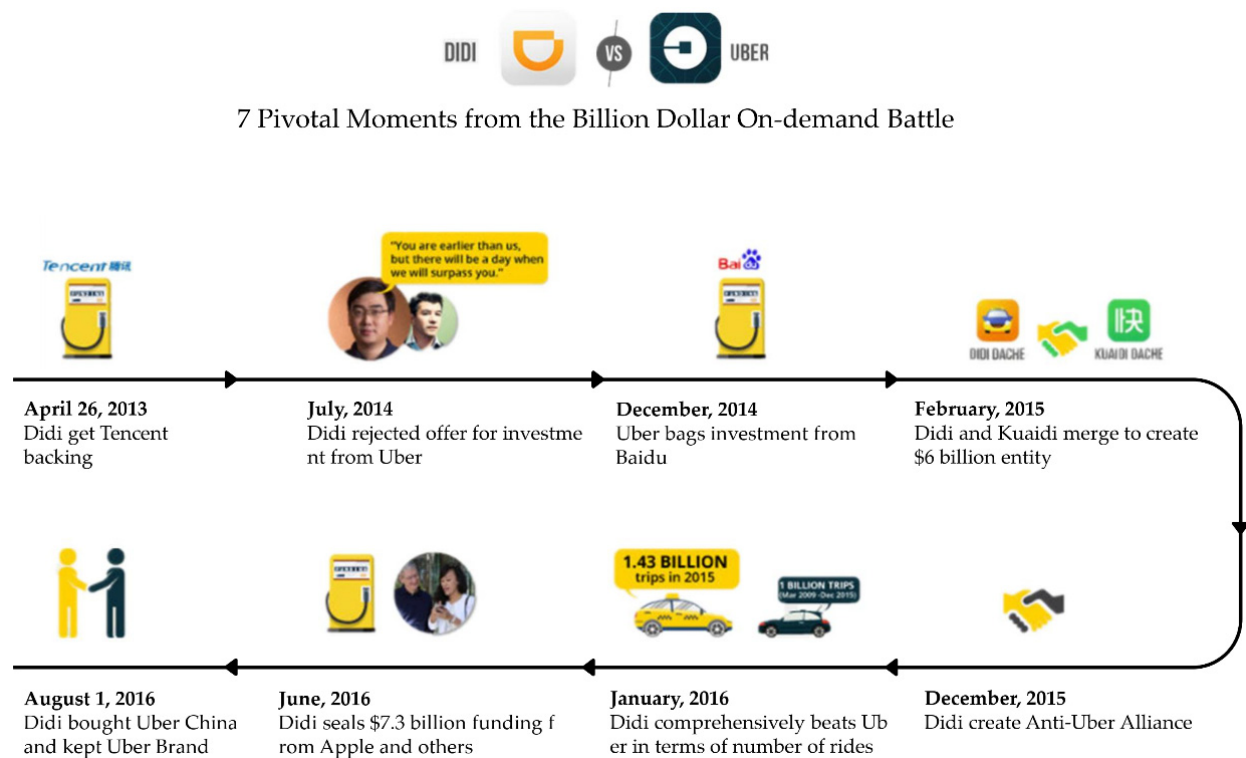 DIDI VS UBER
7 Pivotal Moments from the Billion Dollar On-demand Battle
Tencent 腾讯
"You are earlier than us,
but there will be a day when
we will surpass you."
Bai du
DIDI DACHE
快
KUAIDI DACHE
April 26, 2013
Didi get Tencent
backing
July, 2014
Didi rejected offer for investme
nt from Uber
December, 2014
Uber bags investment from
Baidu
February, 2015
Didi and Kuaidi merge to create
$6 billion entity
1.43 BILLION
trips in 2015
1 BILLION TRIPS
(Mar 2009 -Dec 2015)
August 1, 2016
Didi bought Uber China
and kept Uber Brand
June, 2016
Didi seals $7.3 billion funding f
rom Apple and others
January, 2016
Didi comprehensively beats Ub
er in terms of number of rides
December, 2015
Didi create Anti-Uber Alliance